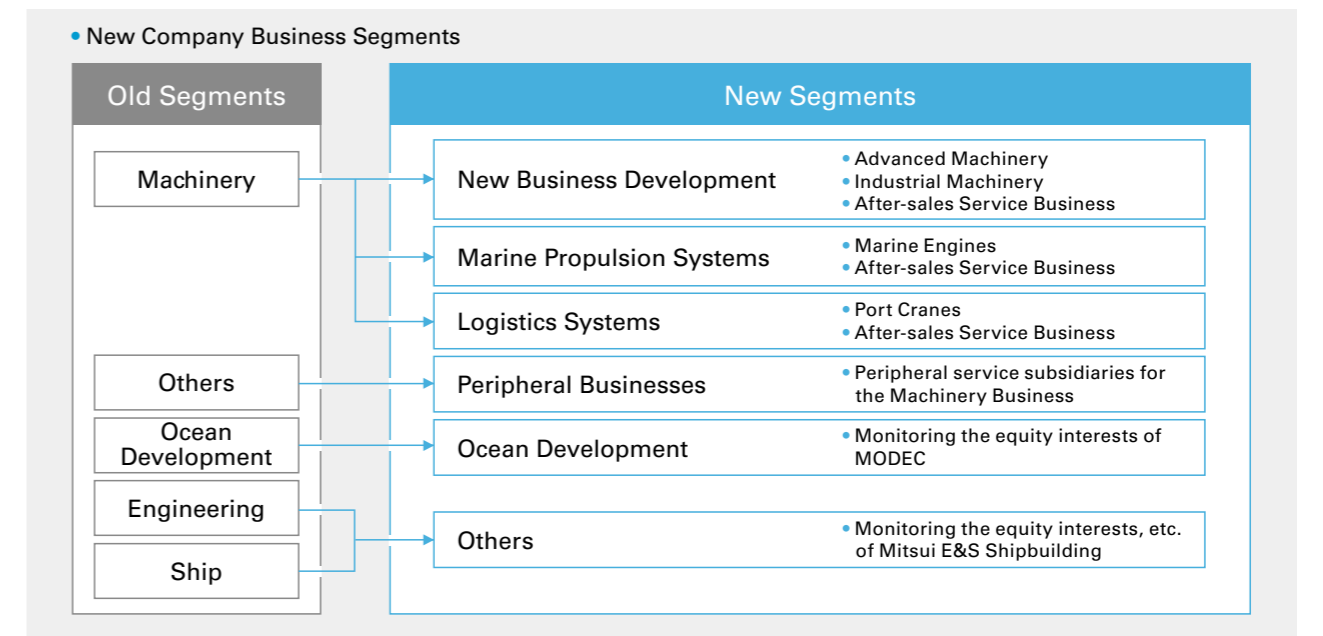 • New Company Business Segments
Old Segments
New Segments
Machinery
New Business Development
• Advanced Machinery
• Industrial Machinery
• After-sales Service Business
Marine Propulsion Systems
• Marine Engines
• After-sales Service Business
Logistics Systems
• Port Cranes
• After-sales Service Business
Others
Peripheral Businesses
• Peripheral service subsidiaries for
the Machinery Business
Ocean
Development
Ocean Development
• Monitoring the equity interests of
MODEC
Engineering
Ship
Others
• Monitoring the equity interests, etc.
of Mitsui E&S Shipbuilding